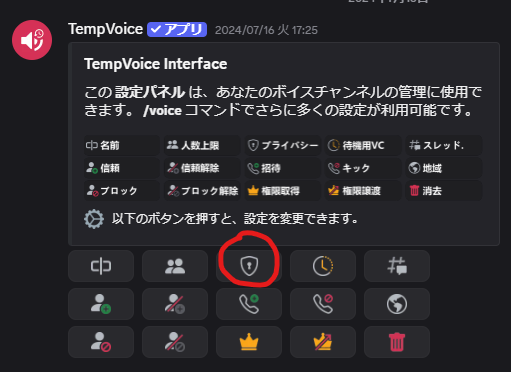 TempVoice ✓ アプリ 2024/07/16 火 17:25
TempVoice Interface
この 設定パネル は、あなたのボイスチャンネルの管理に使用で
きます。 /voice コマンドでさらに多くの設定が利用可能です。
名前 人数上限 プライバシー 待機用VC スレッド.
信頼 信頼解除 招待 キック 地域
ブロック ブロック解除 権限取得 権限譲渡 消去
以下のボタンを押すと、設定を変更できます。